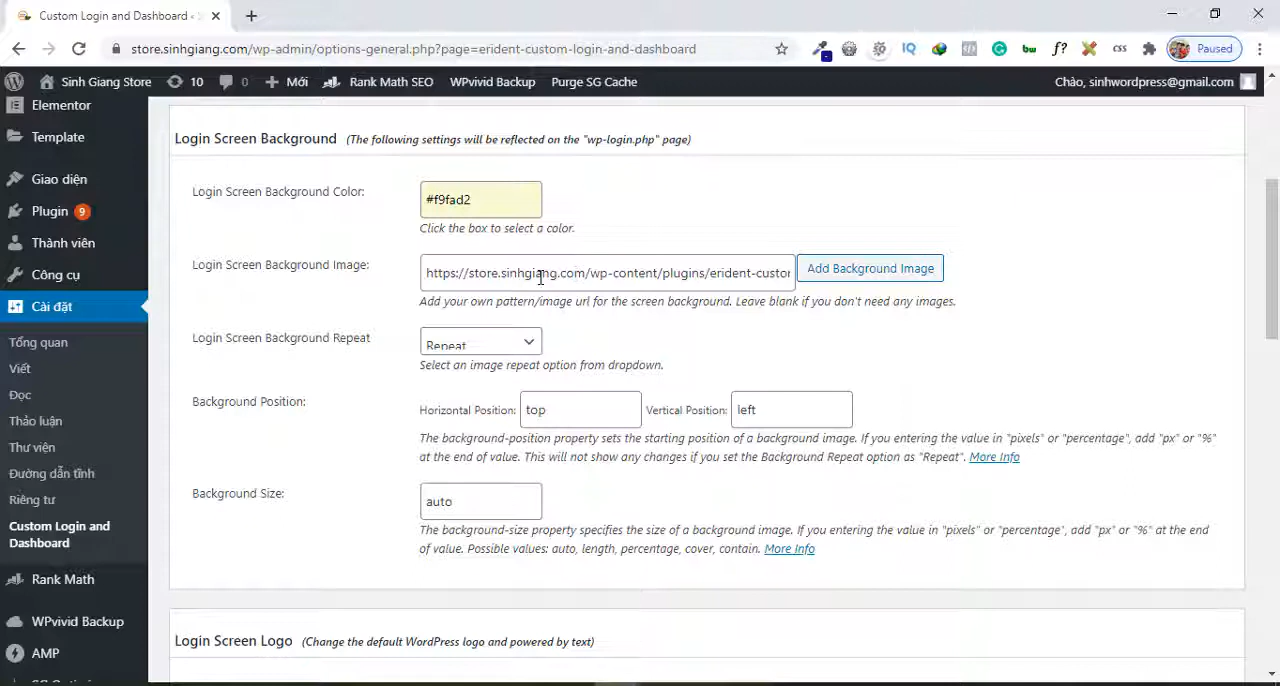 Custom Login and Dashboard ‹
store.sinhgiang.com/wp-admin/options-general.php?page=erident-custom-login-and-dashboard
IQ
bw
f?
CSS
Paused
Sinh Giang Store
10
0
Mới
Rank Math SEO
WPvivid Backup
Purge SG Cache
Chào, sinhwordpress@gmail.com
Elementor
Template
Giao diện
Plugin 9
Thành viên
Công cụ
Cài đặt
Tổng quan
Viết
Đọc
Thảo luận
Thư viện
Đường dẫn tĩnh
Riêng tư
Custom Login and
Dashboard
Rank Math
WPvivid Backup
AMP
Login Screen Background (The following settings will be reflected on the "wp-login.php" page)
Login Screen Background Color:
#f9fad2
Click the box to select a color.
Login Screen Background Image:
https://store.sinhgiang.com/wp-content/plugins/erident-custor
Add Background Image
Add your own pattern/image url for the screen background. Leave blank if you don't need any images.
Login Screen Background Repeat
Repeat
Select an image repeat option from dropdown.
Background Position:
Horizontal Position: top Vertical Position: left
The background-position property sets the starting position of a background image. If you entering the value in "pixels" or "percentage", add "px" or "%"
at the end of value. This will not show any changes if you set the Background Repeat option as "Repeat". More Info
Background Size:
auto
The background-size property specifies the size of a background image. If you entering the value in "pixels" or "percentage", add "px" or "%" at the end
of value. Possible values: auto, length, percentage, cover, contain. More Info
Login Screen Logo (Change the default WordPress logo and powered by text)